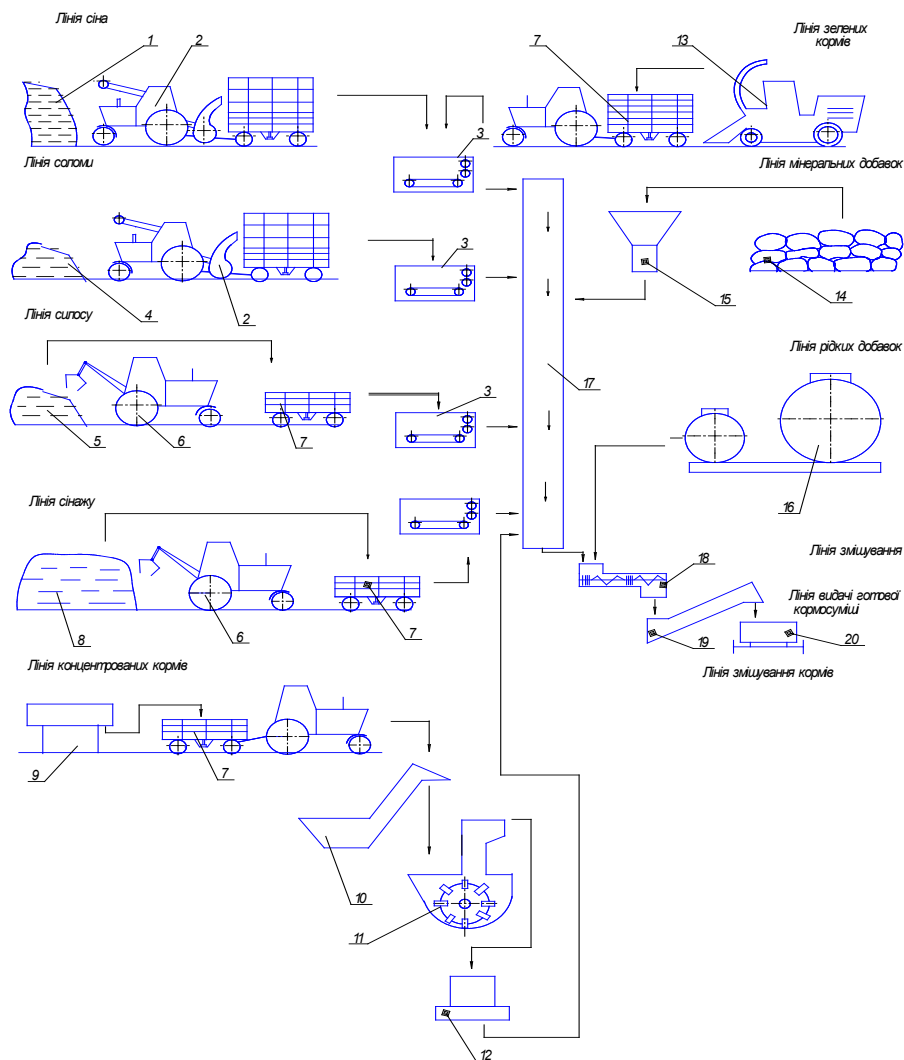 Лінія сіна
1
2
7
13
Лінія зелених
кормів
3
Лінія соломи
Лінія мінеральних добавок
3
4
2
15
14
Лінія силосу
Лінія рідких добавок
17
3
5
6
7
16
Лінія сінажу
Лінія змішування
18
Лінія видачі готової
кормосуміші
8
6
7
19
20
Лінія концентрованих кормів
Лінія змішування кормів
9
7
10
11
12